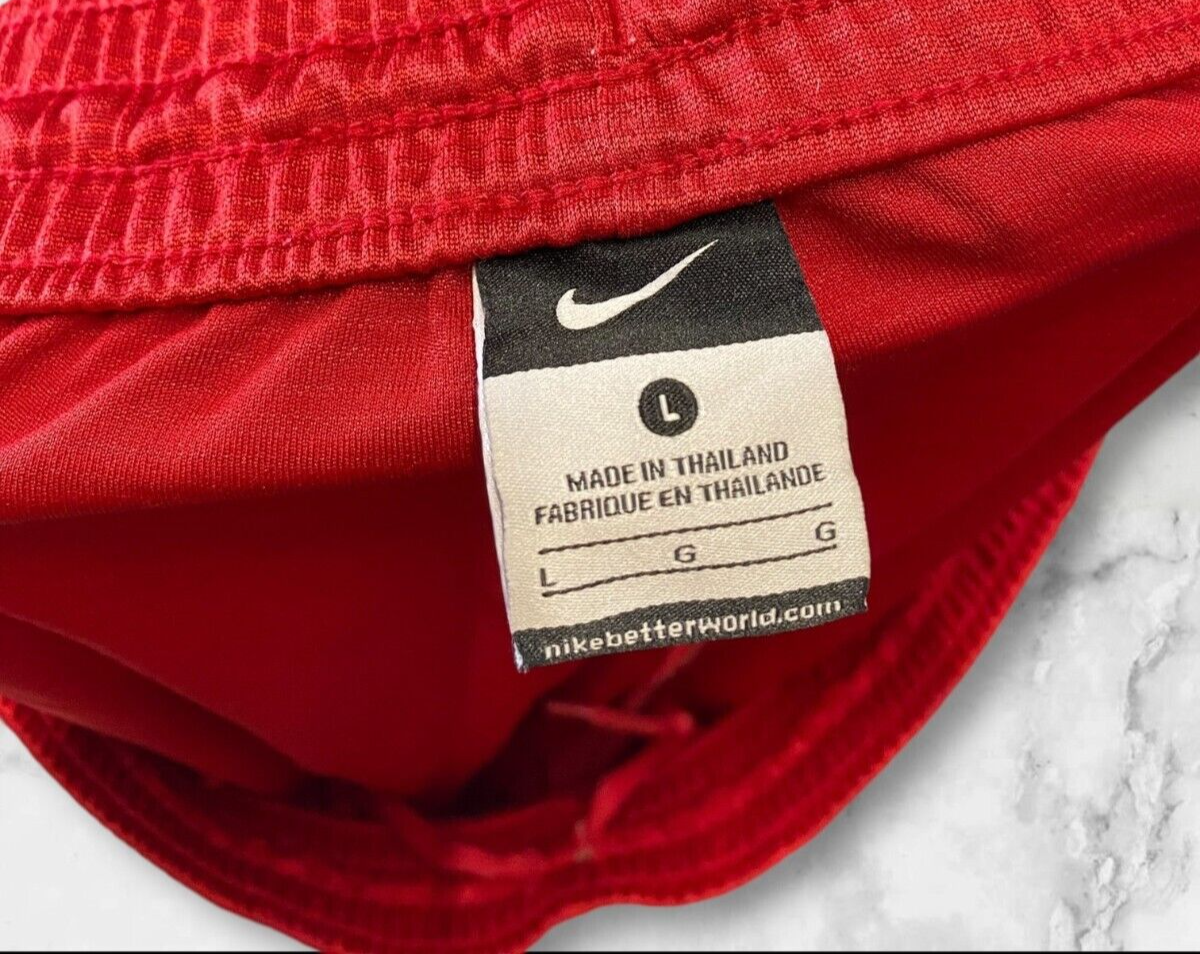 L
MADE IN THAILAND
FABRIQUE EN THAILANDE
L G G
nikebetterworld.com